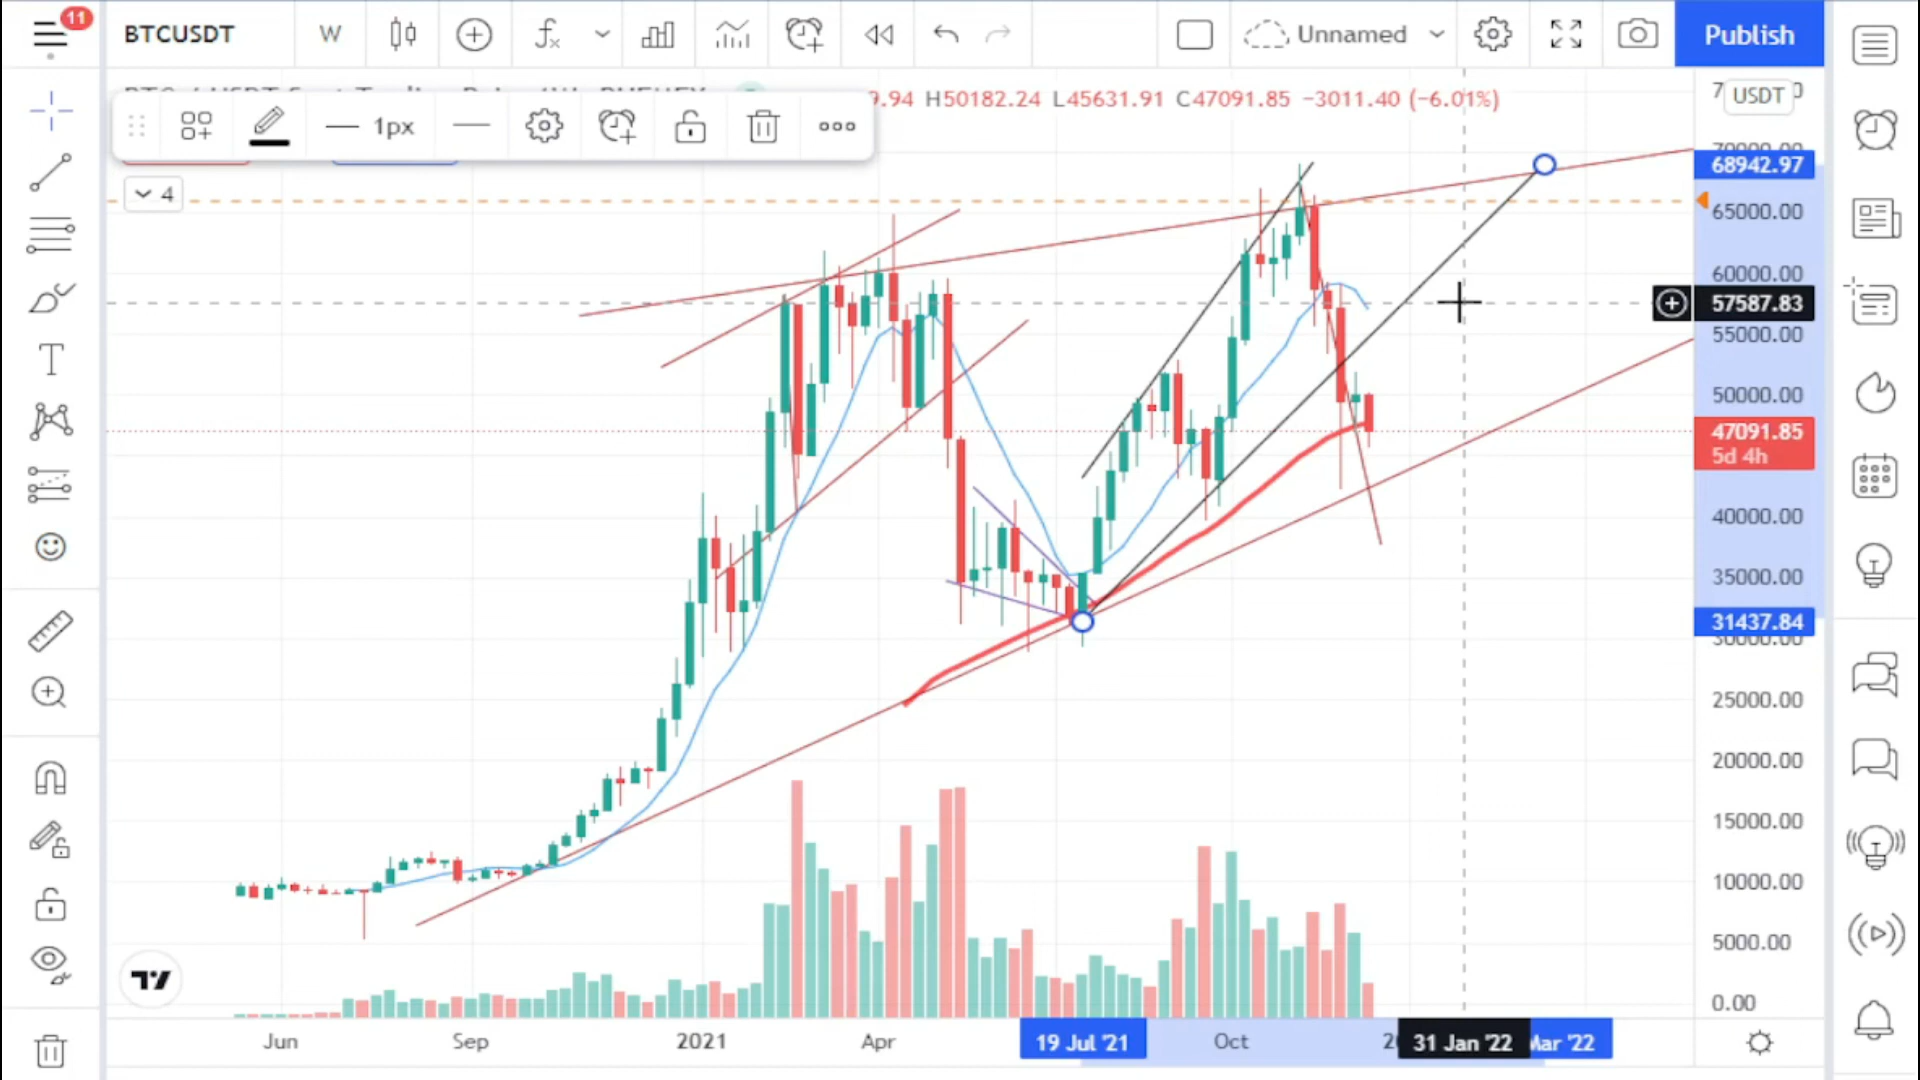 11
BTCUSDT
W
Unnamed
Publish
1px
H50182.24 L45631.91 C47091.85 −3011.40 (−6.01%)
USDT
4
68942.97
65000.00
60000.00
57587.83
55000.00
50000.00
47091.85
5d 4h
40000.00
35000.00
31437.84
30000.00
25000.00
20000.00
15000.00
10000.00
5000.00
0.00
Jun Sep 2021 Apr 19 Jul '21 Oct 31 Jan '22 Mar '22